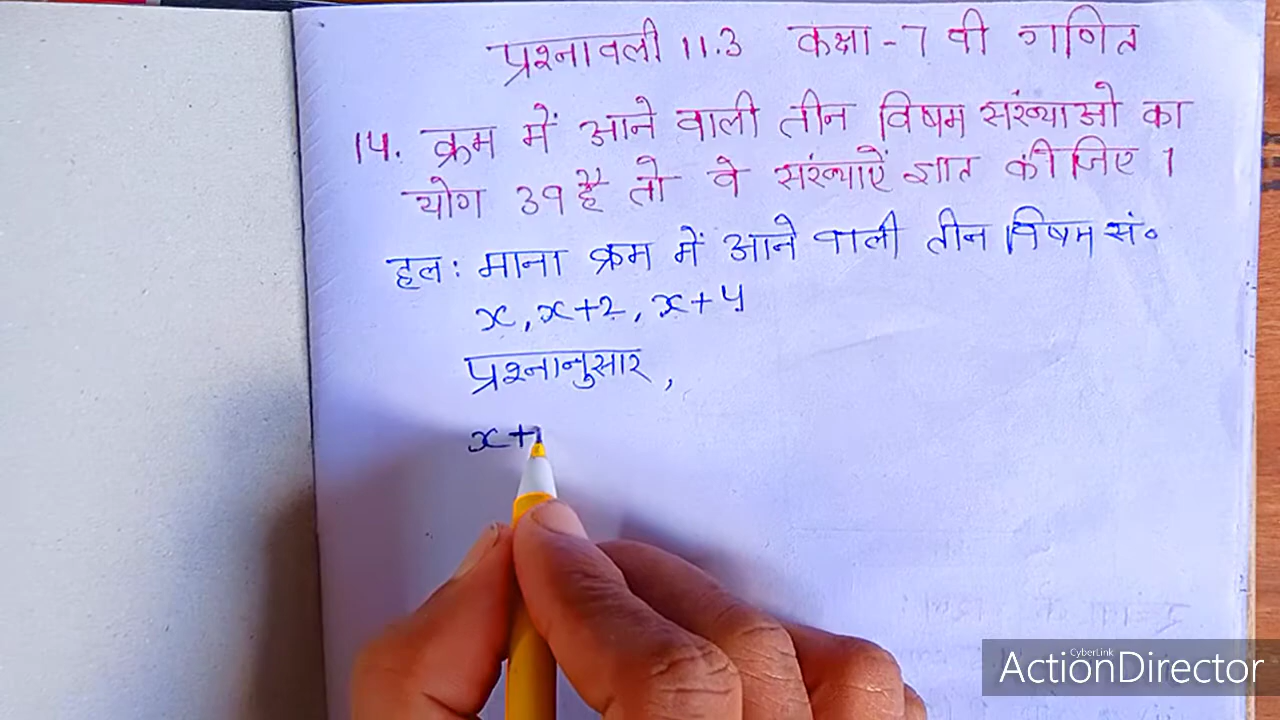 प्रश्नावली 11.3 कक्षा-7 वी गणित
14. क्रम में आने वाली तीन विषम संख्याओ का
योग 39 है तो वे संख्याऐं ज्ञात कीजिए ।
हल: माना क्रम में आने वाली तीन विषम सं०
x, x+2, x+4
प्रश्नानुसार,
x+
CyberLink
ActionDirector